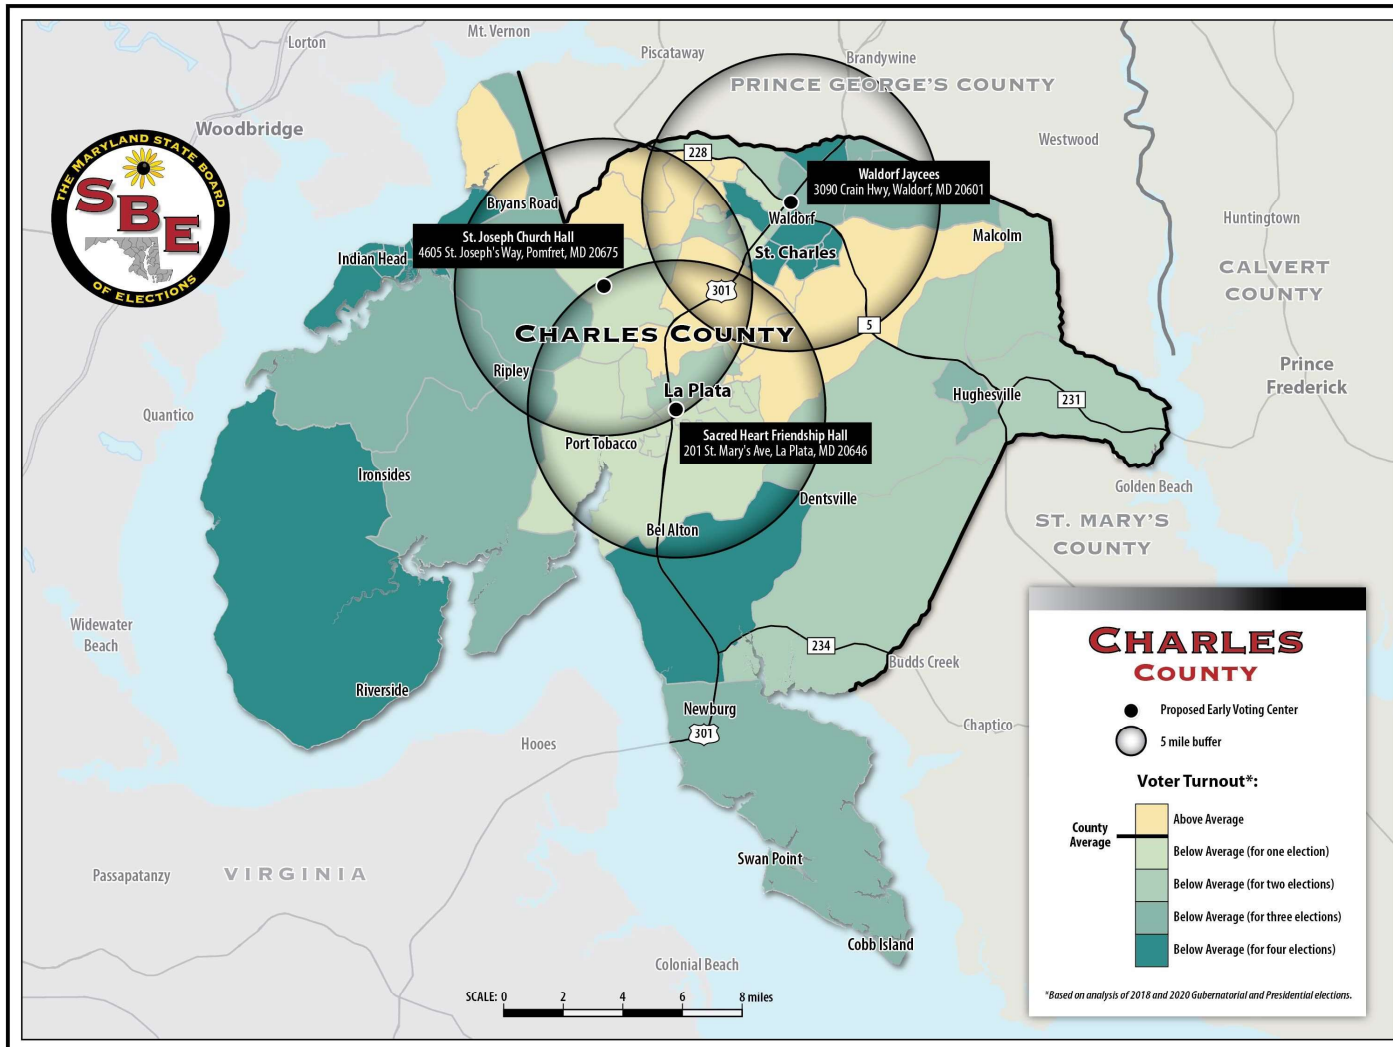 Lorton
Mt. Vernon
Piscataway
Brandywine
PRINCE GEORGE'S COUNTY
Woodbridge
Westwood
THE MARYLAND STATE BOARD
SBE
OF ELECTIONS
228
Waldorf Jaycees
3090 Crain Hwy, Waldorf, MD 20601
Bryans Road
Waldorf
Huntingtown
St. Joseph Church Hall
4605 St. Joseph's Way, Pomfret, MD 20675
Malcolm
Indian Head
St. Charles
CALVERT
COUNTY
301
CHARLES COUNTY
5
Ripley
Prince
Frederick
La Plata
Hughesville
231
Quantico
Port Tobacco
Sacred Heart Friendship Hall
201 St. Mary's Ave, La Plata, MD 20646
Ironsides
Golden Beach
Dentsville
Bel Alton
ST. MARY'S
COUNTY
Widewater
Beach
234
Budds Creek
Riverside
Newburg
Chaptico
301
Hooes
Swan Point
Passapatanzy
VIRGINIA
Cobb Island
Colonial Beach
SCALE: 0 2 4 6 8 miles
CHARLES
COUNTY
Proposed Early Voting Center
5 mile buffer
Voter Turnout*:
Above Average
County
Average
Below Average (for one election)
Below Average (for two elections)
Below Average (for three elections)
Below Average (for four elections)
*Based on analysis of 2018 and 2020 Gubernatorial and Presidential elections.